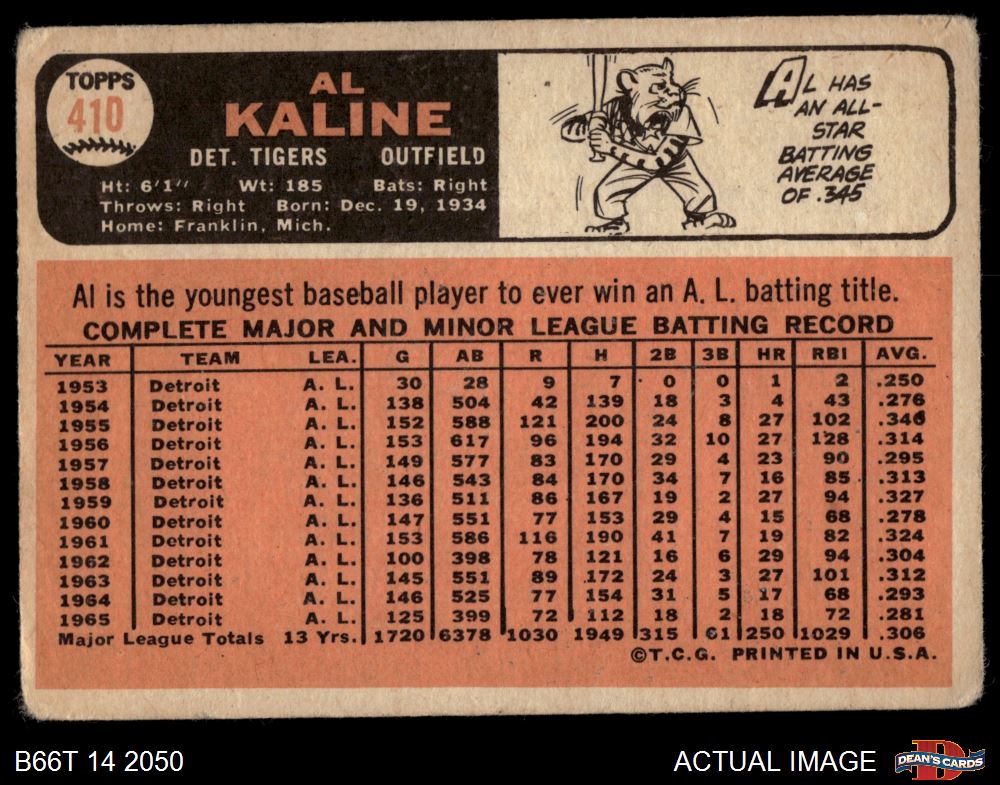 TOPPS
410
AL
KALINE
DET. TIGERS OUTFIELD
Ht: 6'1" Wt: 185 Bats: Right
Throws: Right Born: Dec. 19, 1934
Home: Franklin, Mich.
AL HAS
AN ALL-
STAR
BATTING
AVERAGE
OF .345
Al is the youngest baseball player to ever win an A. L. batting title.
COMPLETE MAJOR AND MINOR LEAGUE BATTING RECORD
YEAR TEAM LEA. G AB R H 2B 3B HR RBI AVG.
1953 Detroit A. L. 30 28 9 7 0 0 1 2 .250
1954 Detroit A. L. 138 504 42 139 18 3 4 43 .276
1955 Detroit A. L. 152 588 121 200 24 8 27 102 .346
1956 Detroit A. L. 153 617 96 194 32 10 27 128 .314
1957 Detroit A. L. 149 577 83 170 29 4 23 90 .295
1958 Detroit A. L. 146 543 84 170 34 7 16 85 .313
1959 Detroit A. L. 136 511 86 167 19 2 27 94 .327
1960 Detroit A. L. 147 551 77 153 29 4 15 68 .278
1961 Detroit A. L. 153 586 116 190 41 7 19 82 .324
1962 Detroit A. L. 100 398 78 121 16 6 29 94 .304
1963 Detroit A. L. 145 551 89 172 24 3 27 101 .312
1964 Detroit A. L. 146 525 77 154 31 5 17 68 .293
1965 Detroit A. L. 125 399 72 112 18 2 18 72 .281
Major League Totals 13 Yrs. 1720 6378 1030 1949 315 61 250 1029 .306
©T.C.G. PRINTED IN U.S.A.
B66T 14 2050
ACTUAL IMAGE
DEAN'S CARDS